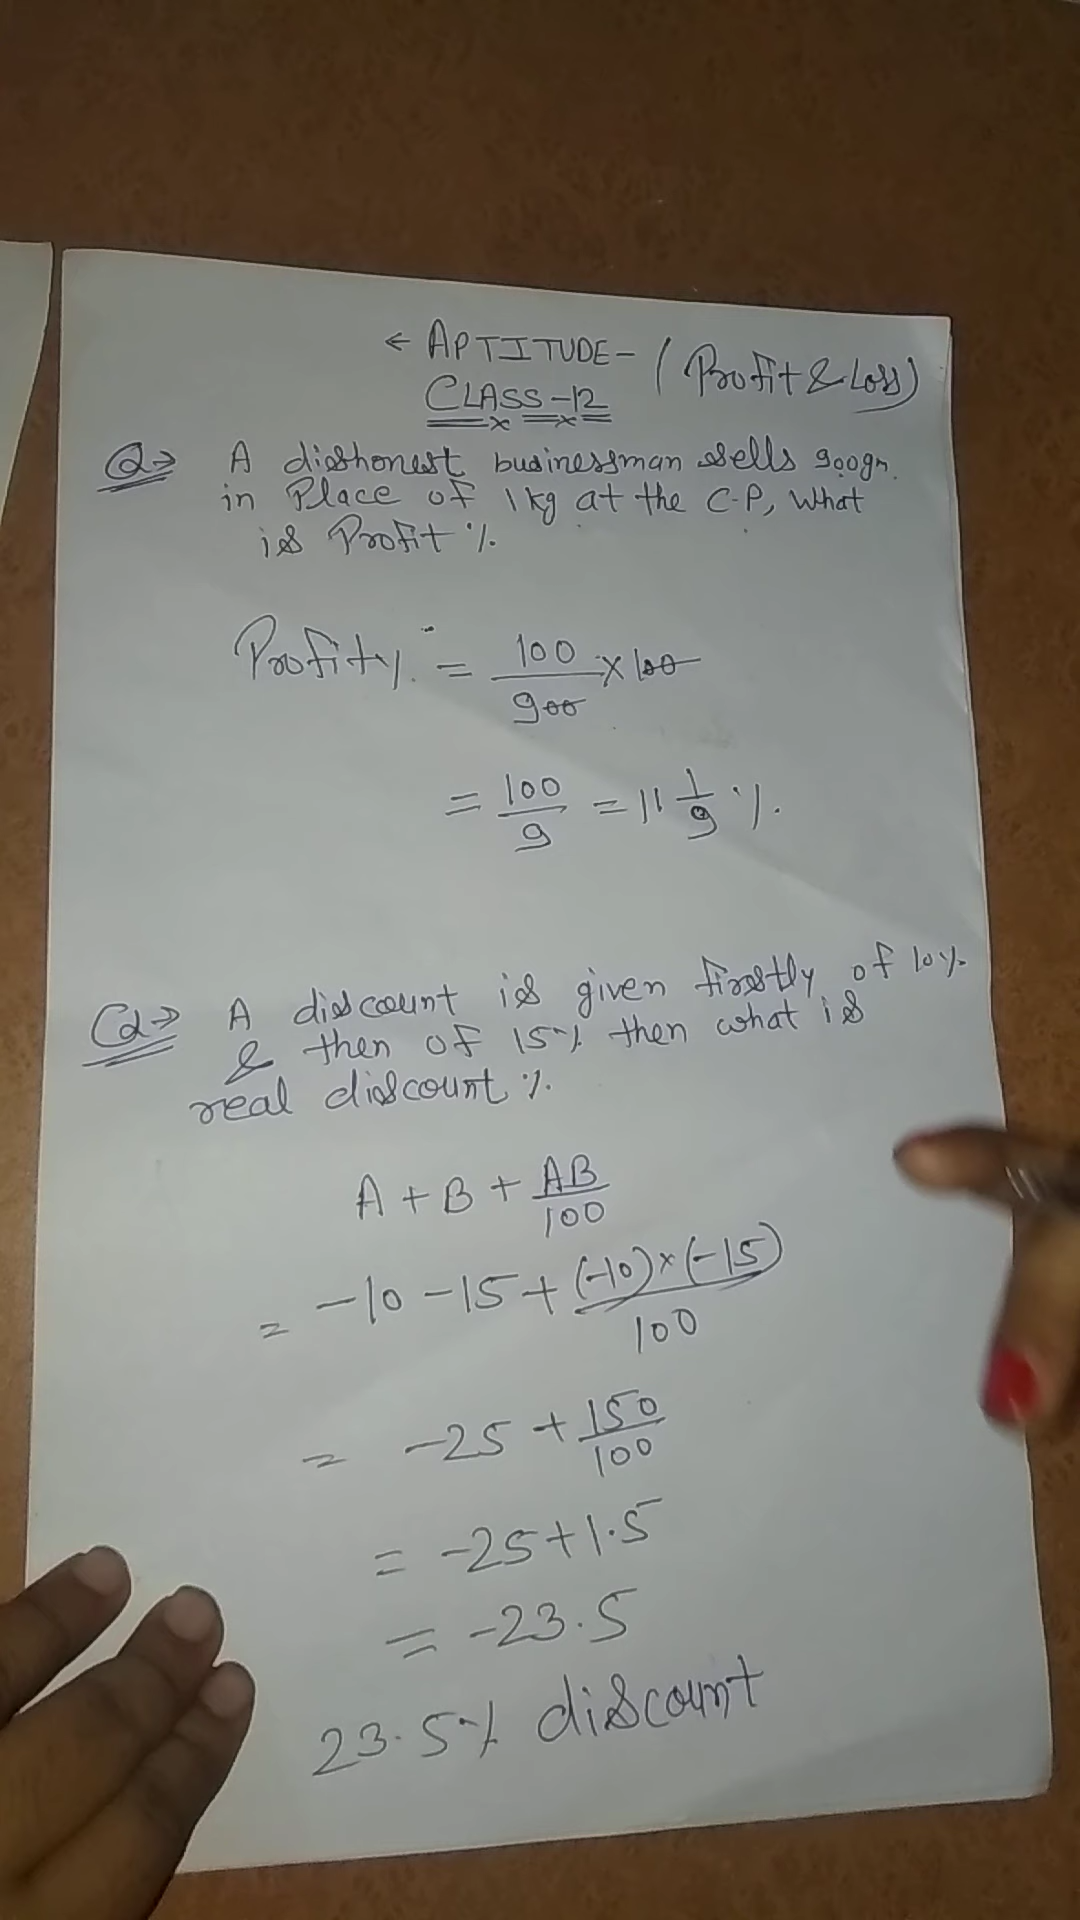 ← APTITUDE - (Profit & Loss)
CLASS-12
Q⇒ A dishonest businessman sells 900gm.
in Place of 1kg at the C.P, What
is Profit %.
Profit%. = 100/900 × 100
= 100/9 = 11 1/9 %.
Q⇒ A discount is given firstly of 10%
& then of 15% then what is
real discount %.
A + B + AB/100
= -10 - 15 + (-10)×(-15)/100
= -25 + 150/100
= -25+1.5
= -23.5
23.5% discount